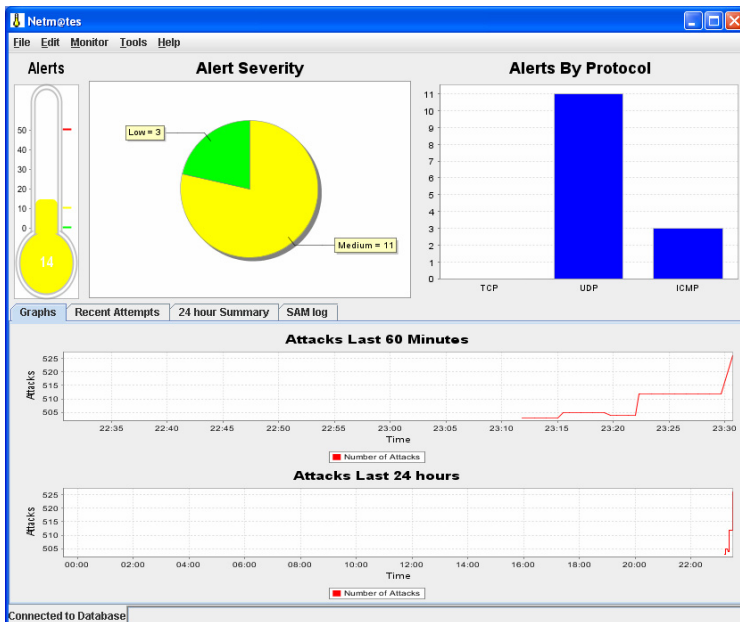 Netm@tes
File Edit Monitor Tools Help
Alerts
50
40
30
20
10
0
14
Alert Severity
Low = 3
Medium = 11
Alerts By Protocol
11
10
9
8
7
6
5
4
3
2
1
0
TCP UDP ICMP
Graphs Recent Attempts 24 hour Summary SAM log
Attacks Last 60 Minutes
Attacks
525
520
515
510
505
22:35 22:40 22:45 22:50 22:55 23:00 23:05 23:10 23:15 23:20 23:25 23:30
Time
Number of Attacks
Attacks Last 24 hours
Attacks
525
520
515
510
505
00:00 02:00 04:00 06:00 08:00 10:00 12:00 14:00 16:00 18:00 20:00 22:00
Time
Number of Attacks
Connected to Database